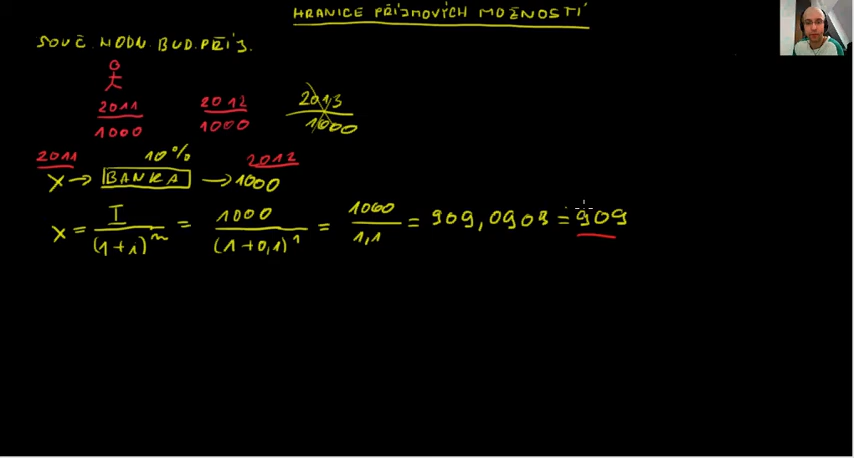 HRANICE PŘÍJMOVÝCH MOŽNOSTÍ
SOUČ. HODN. BUD. PŘÍJ.
2011 2012 2013
1000 1000 1000
2011 10% 2012
X → BANKA → 1000
X = I / (1+i)^n = 1000 / (1+0,1)^1 = 1000 / 1,1 = 909,0909 = 909